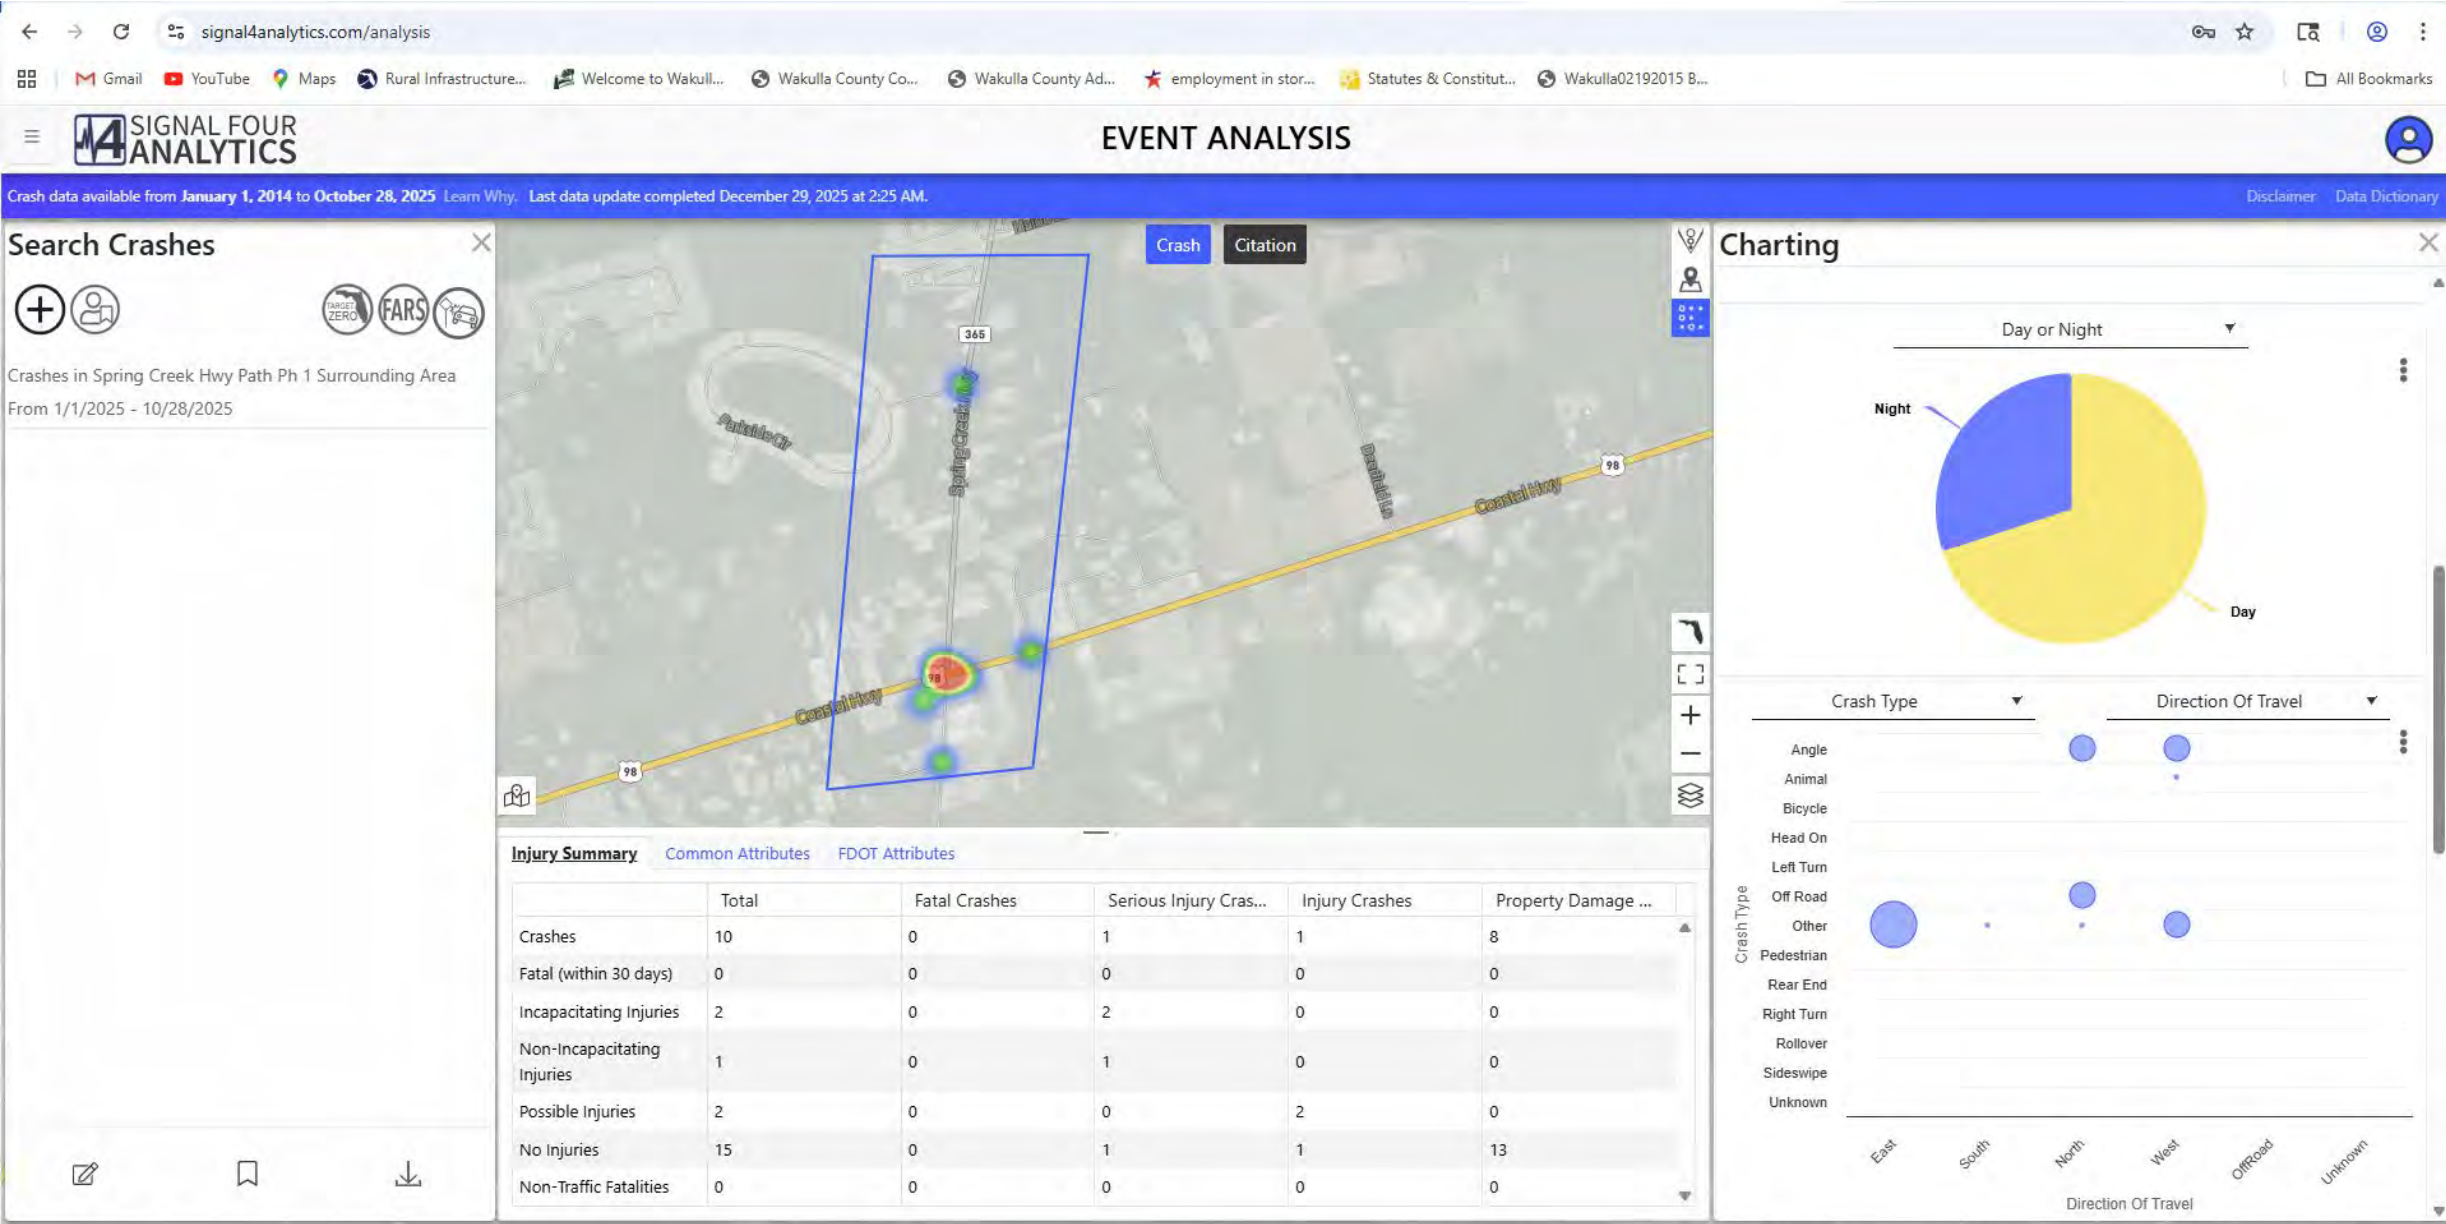 signal4analytics.com/analysis
Gmail
YouTube
Maps
Rural Infrastructure...
Welcome to Wakull...
Wakulla County Co...
Wakulla County Ad...
employment in stor...
Statutes & Constitut...
Wakulla02192015 B...
All Bookmarks
4
SIGNAL FOUR
ANALYTICS
EVENT ANALYSIS
Crash data available from January 1, 2014 to October 28, 2025 Learn Why. Last data update completed December 29, 2025 at 2:25 AM.
Disclaimer Data Dictionary
Search Crashes
TARGET ZERO
FARS
Crashes in Spring Creek Hwy Path Ph 1 Surrounding Area
From 1/1/2025 - 10/28/2025
Crash
Citation
365
Spring Creek
Parkside Cir
Deerfield Ln
98
Coastal Hwy
98
Coastal Hwy
98
Injury Summary Common Attributes FDOT Attributes
Total Fatal Crashes Serious Injury Cras... Injury Crashes Property Damage ...
Crashes 10 0 1 1 8
Fatal (within 30 days) 0 0 0 0 0
Incapacitating Injuries 2 0 2 0 0
Non-Incapacitating
Injuries 1 0 1 0 0
Possible Injuries 2 0 0 2 0
No Injuries 15 0 1 1 13
Non-Traffic Fatalities 0 0 0 0 0
Charting
Day or Night
Night
Day
Crash Type
Direction Of Travel
Crash Type
Angle
Animal
Bicycle
Head On
Left Turn
Off Road
Other
Pedestrian
Rear End
Right Turn
Rollover
Sideswipe
Unknown
East South North West OffRoad Unknown
Direction Of Travel